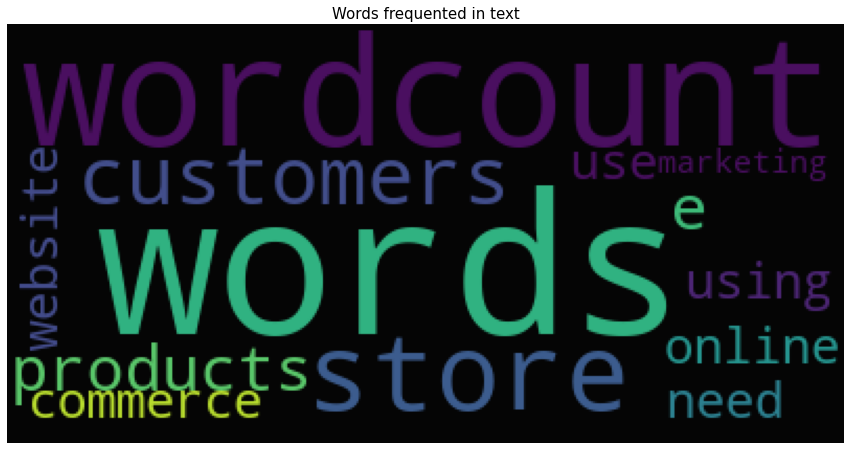 Words frequented in text
wordcount
customers
use
marketing
website
e
words
using
online
products
store
commerce
need